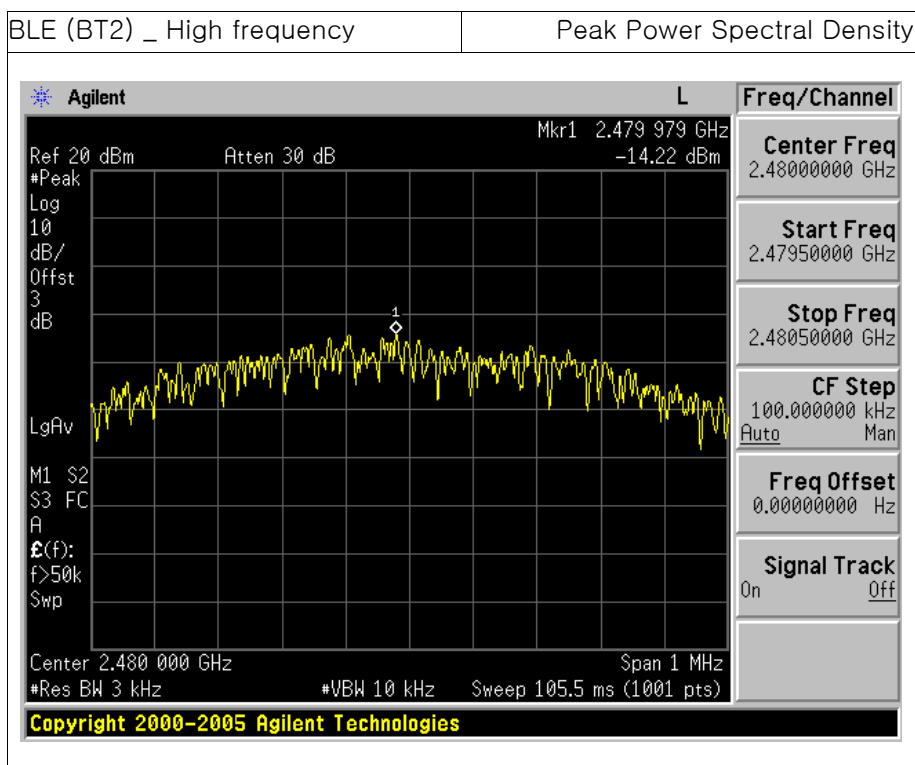 BLE (BT2) _ High frequency
Peak Power Spectral Density
Agilent
L
Freq/Channel
Mkr1 2.479 979 GHz
Ref 20 dBm
Atten 30 dB
-14.22 dBm
#Peak
Log
10
dB/
Offst
3
dB
1
LgAv
M1 S2
S3 FC
A
£(f):
f>50k
Swp
Center 2.480 000 GHz
Span 1 MHz
#Res BW 3 kHz
#VBW 10 kHz
Sweep 105.5 ms (1001 pts)
Center Freq
2.48000000 GHz
Start Freq
2.47950000 GHz
Stop Freq
2.48050000 GHz
CF Step
100.000000 kHz
Auto Man
Freq Offset
0.00000000 Hz
Signal Track
On Off
Copyright 2000-2005 Agilent Technologies